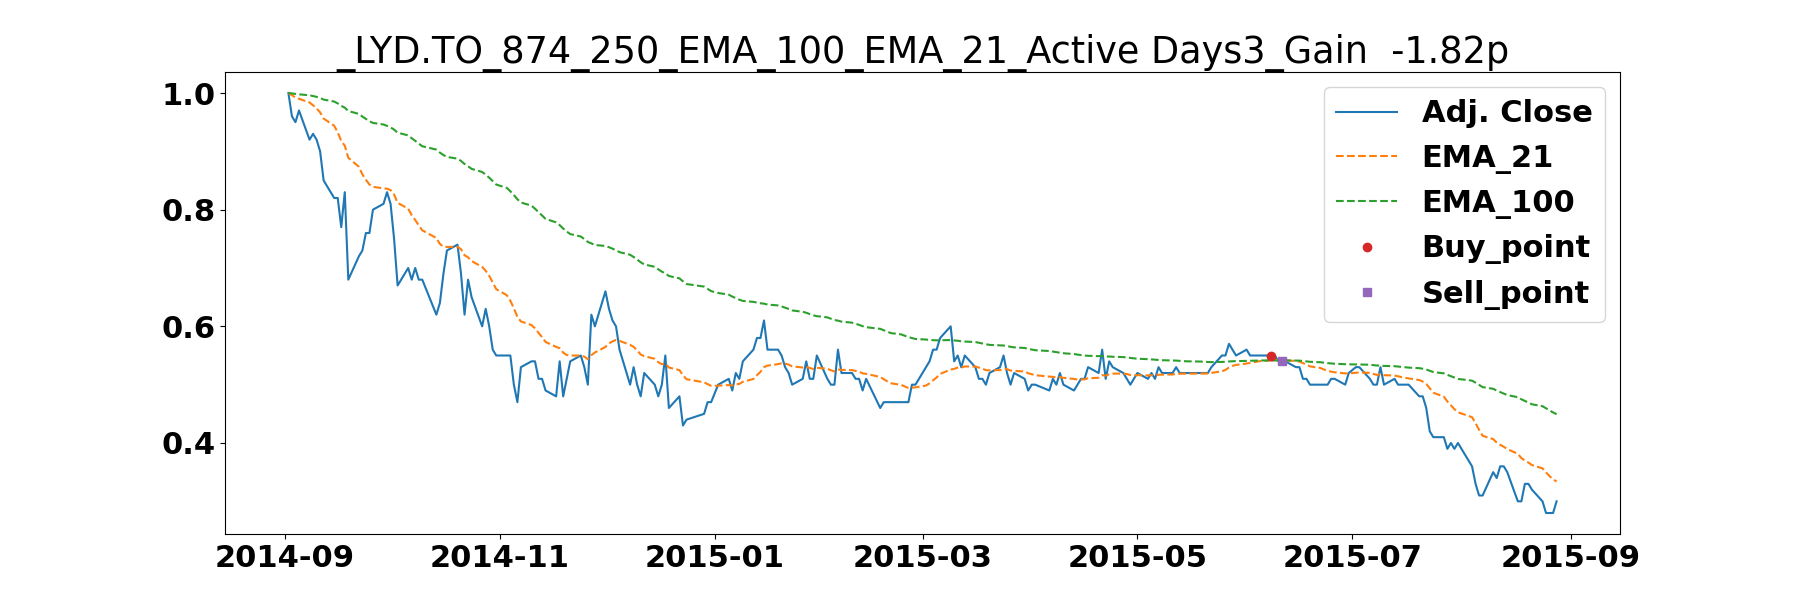 _LYD.TO_874_250_EMA_100_EMA_21_Active Days3_Gain  -1.82p
1.0
0.8
0.6
0.4
Adj. Close
EMA_21
EMA_100
Buy_point
Sell_point
2014-09 2014-11 2015-01 2015-03 2015-05 2015-07 2015-09